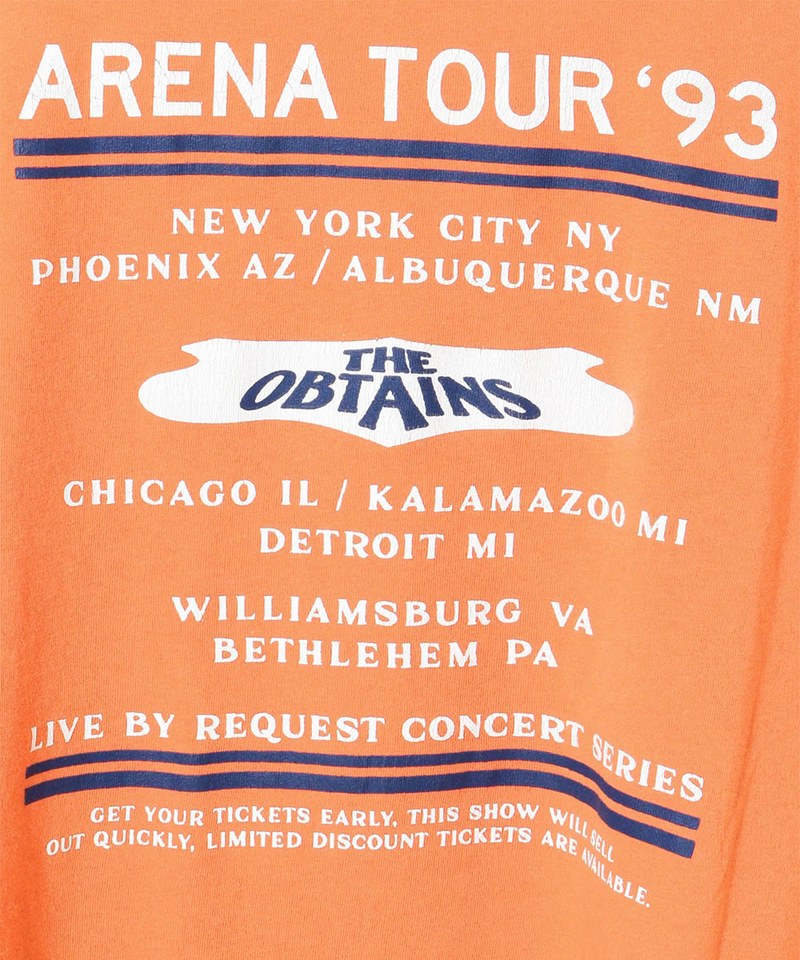 ARENA TOUR ‘93
NEW YORK CITY NY
PHOENIX AZ / ALBUQUERQUE NM
THE
OBTAINS
CHICAGO IL / KALAMAZOO MI
DETROIT MI
WILLIAMSBURG VA
BETHLEHEM PA
LIVE BY REQUEST CONCERT SERIES
GET YOUR TICKETS EARLY, THIS SHOW WILL SELL
OUT QUICKLY, LIMITED DISCOUNT TICKETS ARE AVAILABLE.